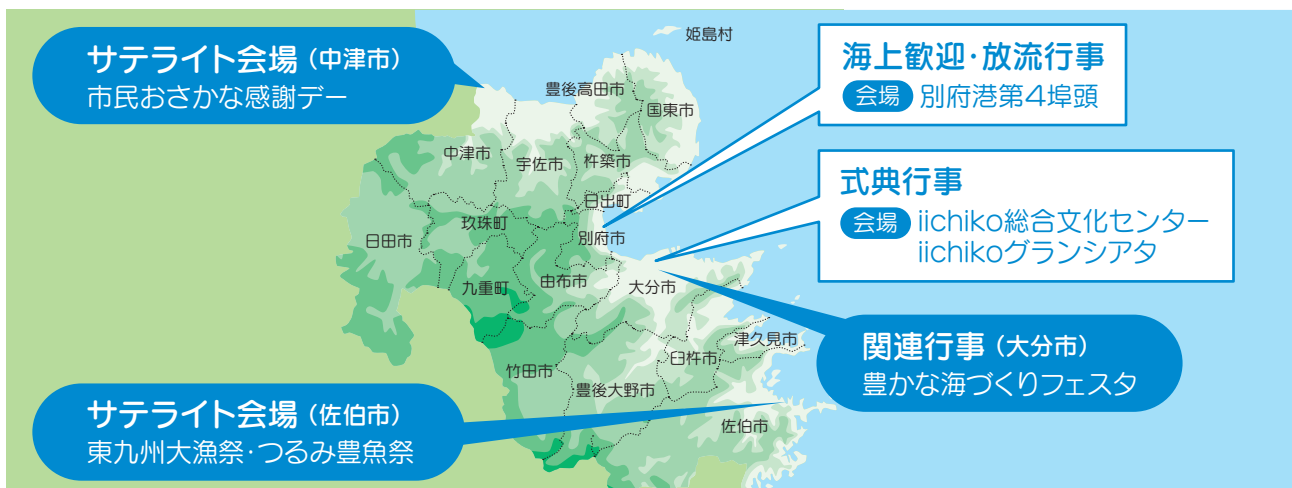 サテライト会場（中津市）
市民おさかな感謝デー
海上歓迎・放流行事
会場 別府港第4埠頭
式典行事
会場 iichiko総合文化センター
iichikoグランシアタ
関連行事（大分市）
豊かな海づくりフェスタ
サテライト会場（佐伯市）
東九州大漁祭・つるみ豊魚祭
姫島村
豊後高田市
国東市
中津市
宇佐市
杵築市
日出町
玖珠町
日田市
別府市
九重町
由布市
大分市
津久見市
臼杵市
竹田市
豊後大野市
佐伯市